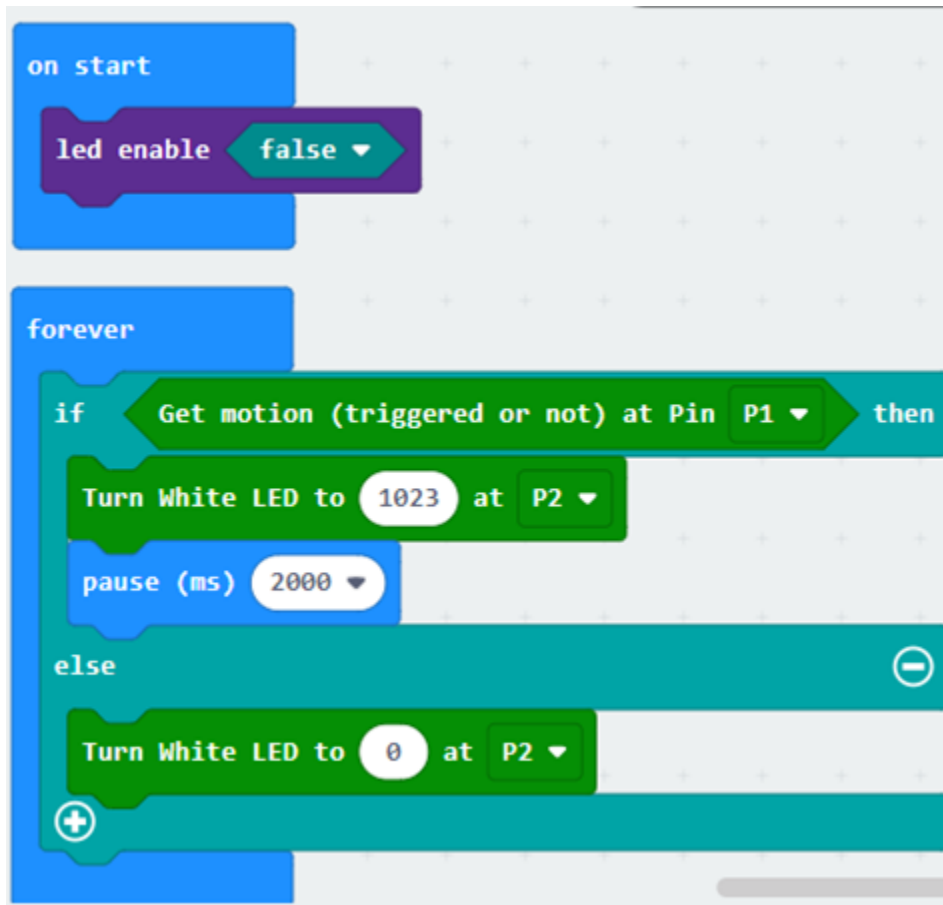 on start
led enable false
forever
if Get motion (triggered or not) at Pin P1 then
Turn White LED to 1023 at P2
pause (ms) 2000
else
Turn White LED to 0 at P2